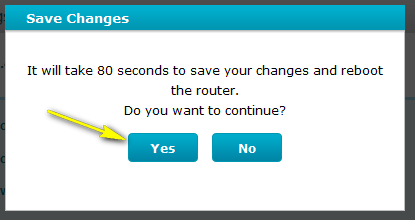 Save Changes
It will take 80 seconds to save your changes and reboot
the router.
Do you want to continue?
Yes No